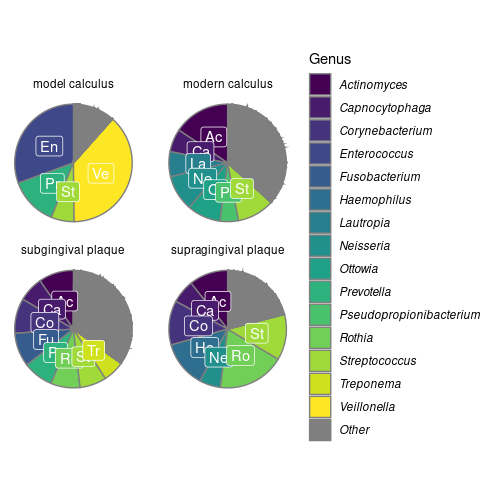 Genus
model calculus
modern calculus
Actinomyces
Capnocytophaga
Corynebacterium
Enterococcus
Fusobacterium
Haemophilus
Lautropia
Neisseria
Ottowia
Prevotella
Pseudopropionibacterium
Rothia
Streptococcus
Treponema
Veillonella
Other
En
Ve
Pr
St
Ac
Ca
La
Ne
St
subgingival plaque
supragingival plaque
Ac
Ca
Co
Fu
Tr
Ac
Ca
Co
St
Ro
Ne